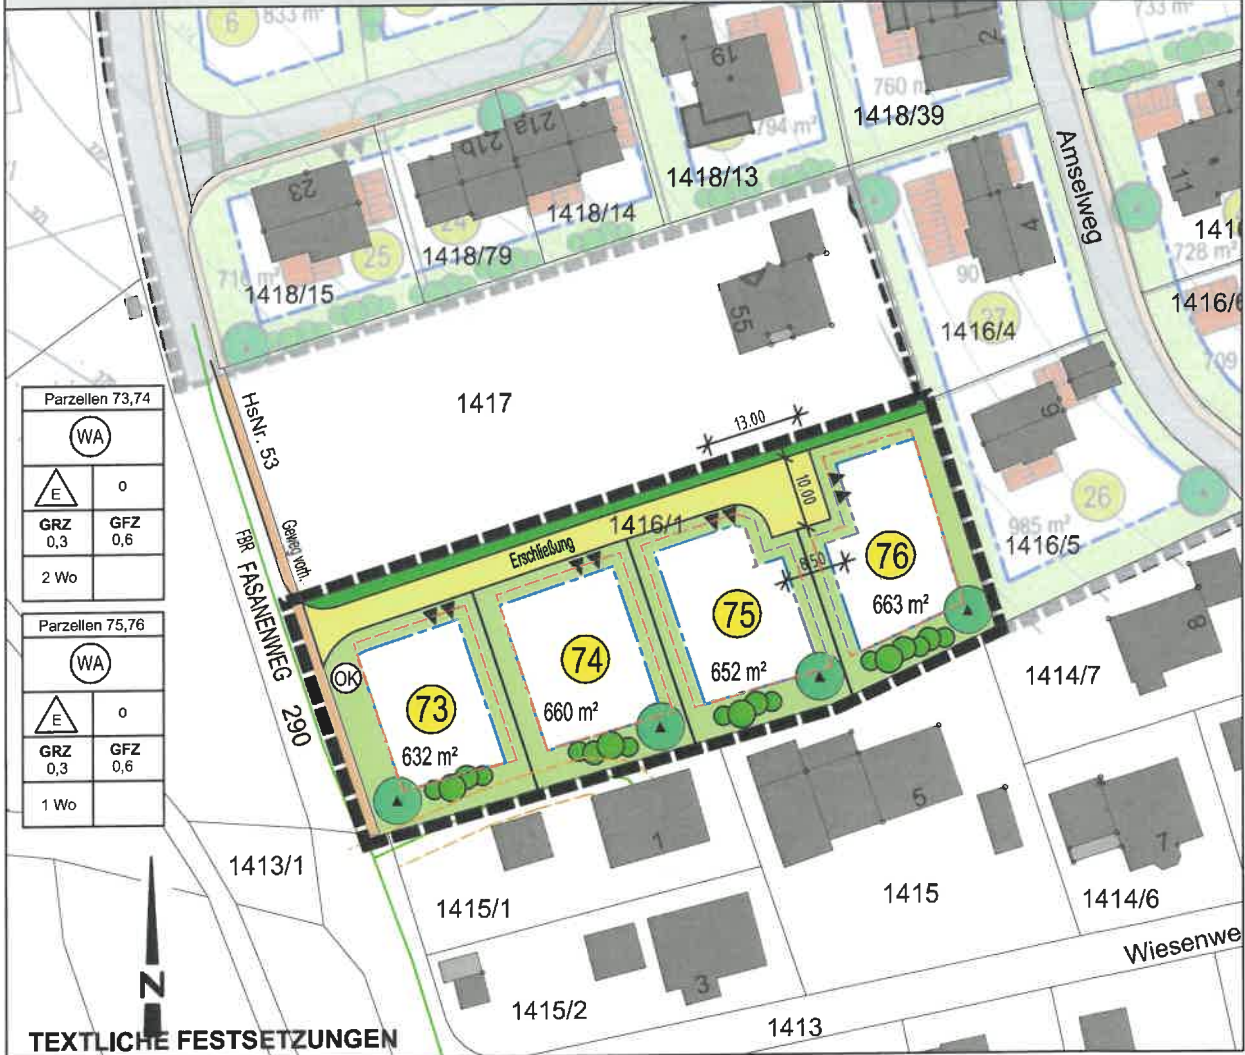 6
833 m²
733 m²
19
2
760 m
794 m²
1418/39
21a
21b
1418/13
Amselweg
11
23
1418/14
24
1418/79
25
4
1418/15
55
90
728 m²
1416/4
27
1416/6
709
1417
HsNr. 53
13.00
6
26
985 m²
1416/5
Parzellen 73,74
WA
E
o
GRZ
0,3
GFZ
0,6
2 Wo
Parzellen 75,76
WA
E
o
GRZ
0,3
GFZ
0,6
1 Wo
Gehweg vorh.
FBR FASANENWEG 290
OK
Erschließung
1416/1
10.00
8.50
73
632 m²
74
660 m²
75
652 m²
76
663 m²
8
1414/7
1
5
4
7
1413/1
1415/1
1415
1414/6
Wiesenwe
3
1415/2
1413
N
TEXTLICHE FESTSETZUNGEN